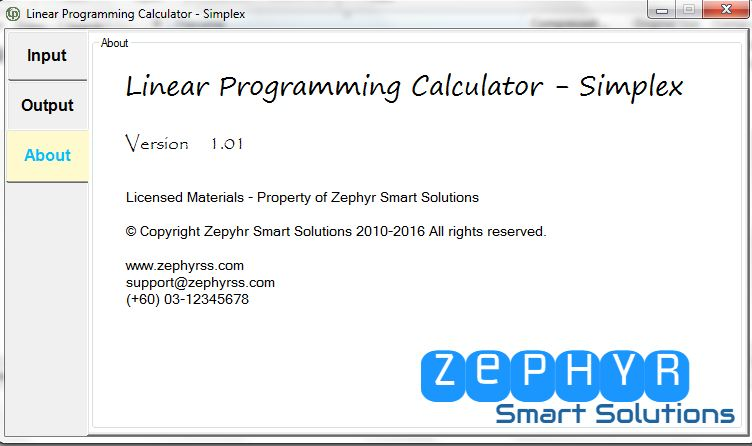 Linear Programming Calculator - Simplex
Input
Output
About
About
Linear Programming Calculator - Simplex
Version 1.01
Licensed Materials - Property of Zephyr Smart Solutions
© Copyright Zepyhr Smart Solutions 2010-2016 All rights reserved.
www.zephyrss.com
support@zephyrss.com
(+60) 03-12345678
ZePHYR
Smart Solutions